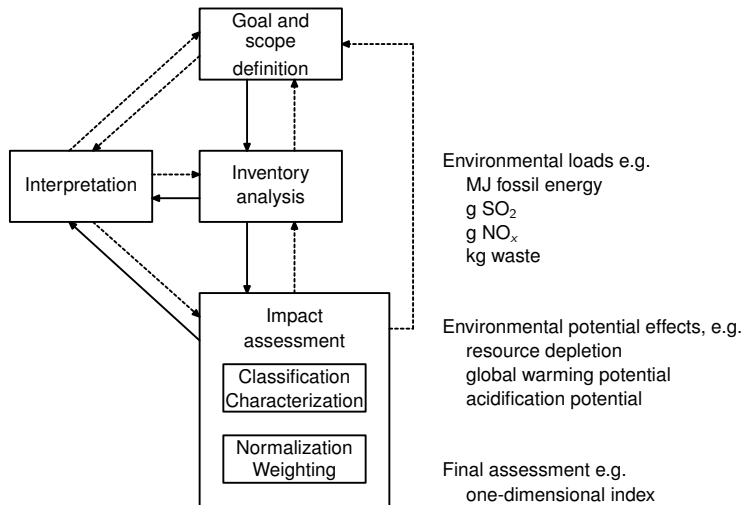 Goal and
scope
definition
Interpretation
Inventory
analysis
Environmental loads e.g.
MJ fossil energy
g SO₂
g NOₓ
kg waste
Impact
assessment
Classification
Characterization
Normalization
Weighting
Environmental potential effects, e.g.
resource depletion
global warming potential
acidification potential
Final assessment e.g.
one-dimensional index